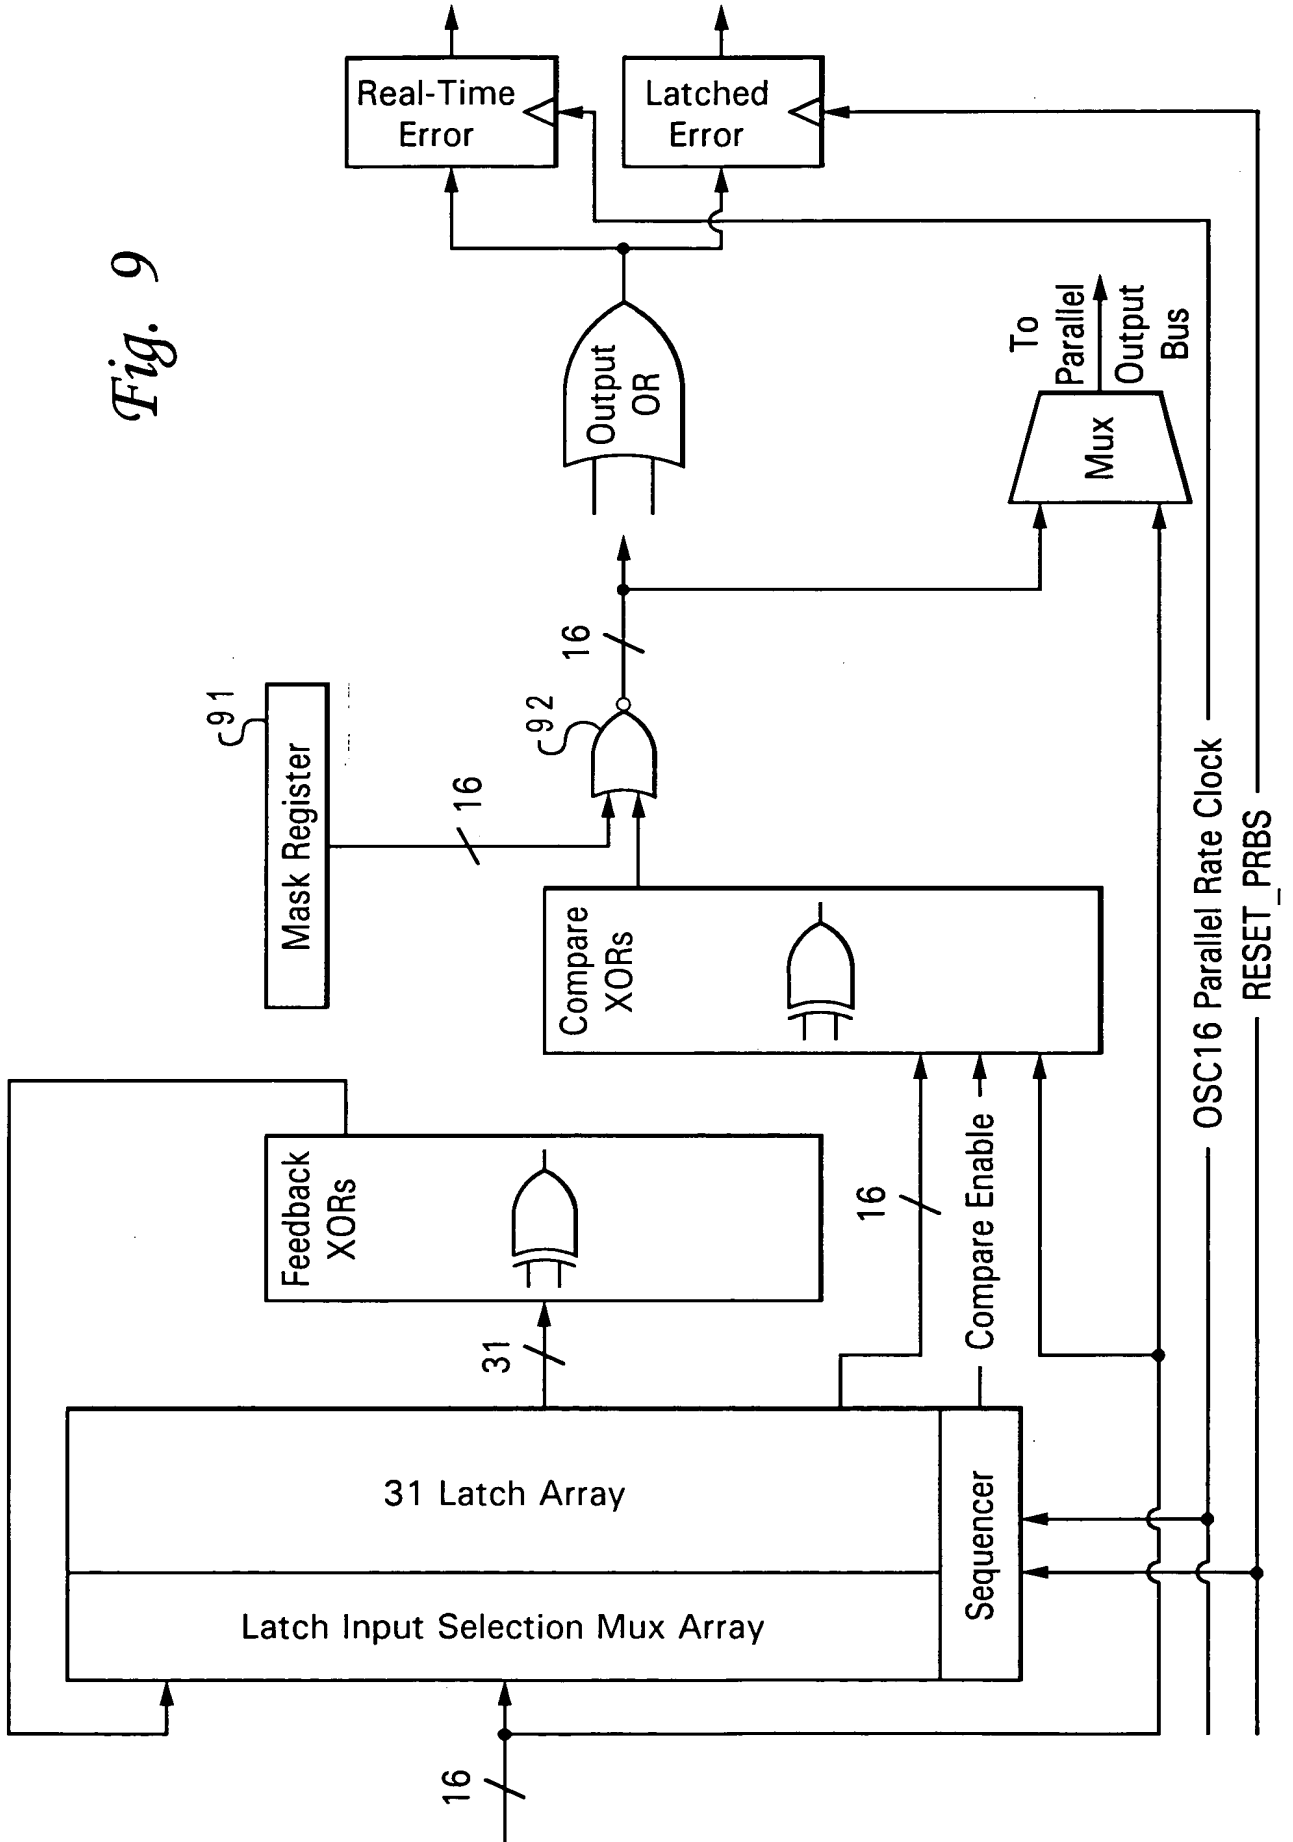 Fig. 9
Real-Time
Error
Latched
Error
Output
OR
To
Parallel
Output
Bus
Mux
16
91
Mask Register
92
16
Compare
XORs
OSC16 Parallel Rate Clock
RESET_PRBS
Feedback
XORs
16
Compare Enable
31
31 Latch Array
Sequencer
Latch Input Selection Mux Array
16